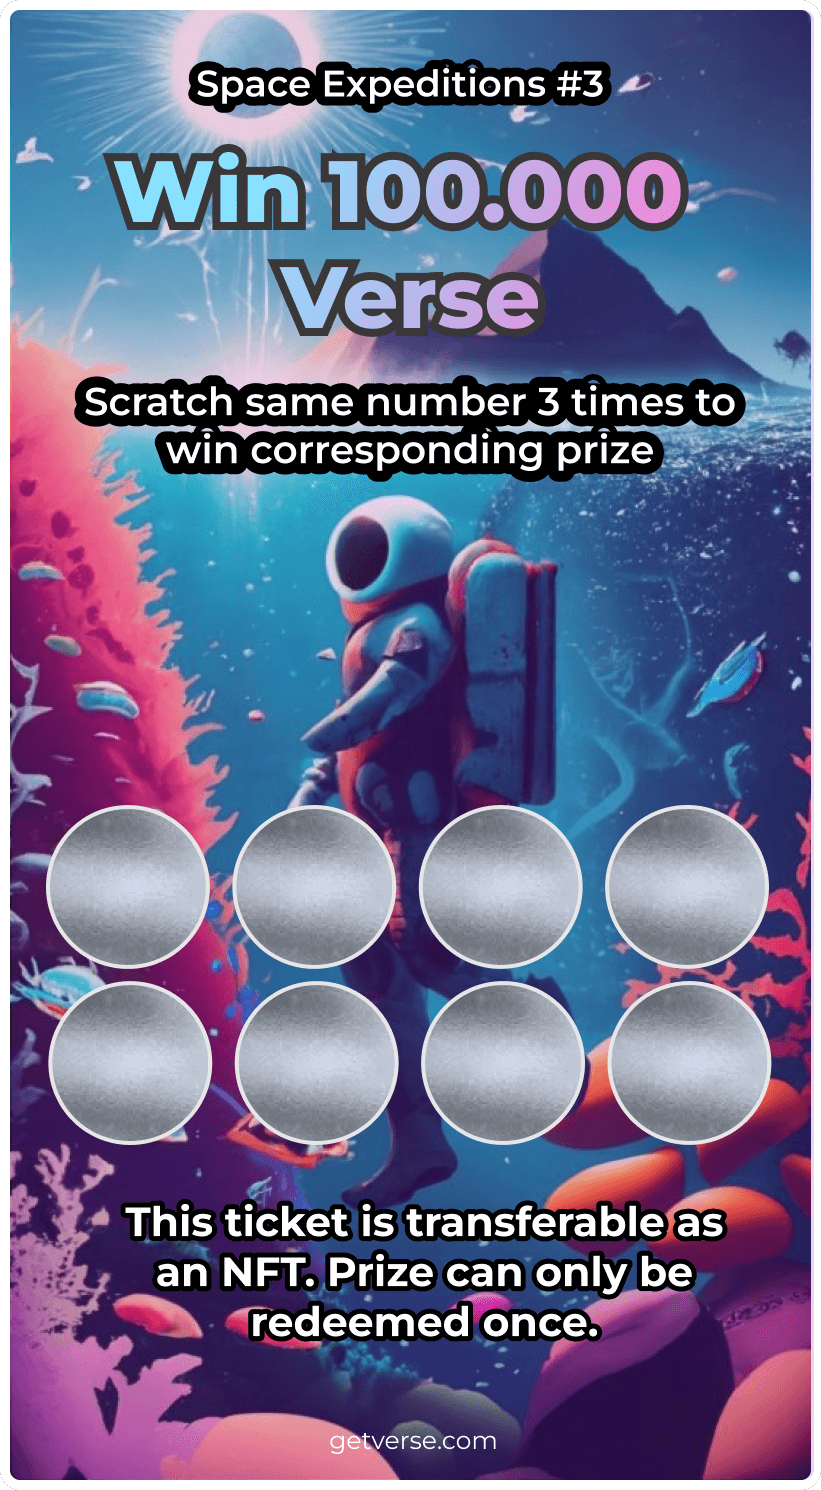 Space Expeditions #3
Win 100.000
Verse
Scratch same number 3 times to
win corresponding prize
This ticket is transferable as
an NFT. Prize can only be
redeemed once.
getverse.com